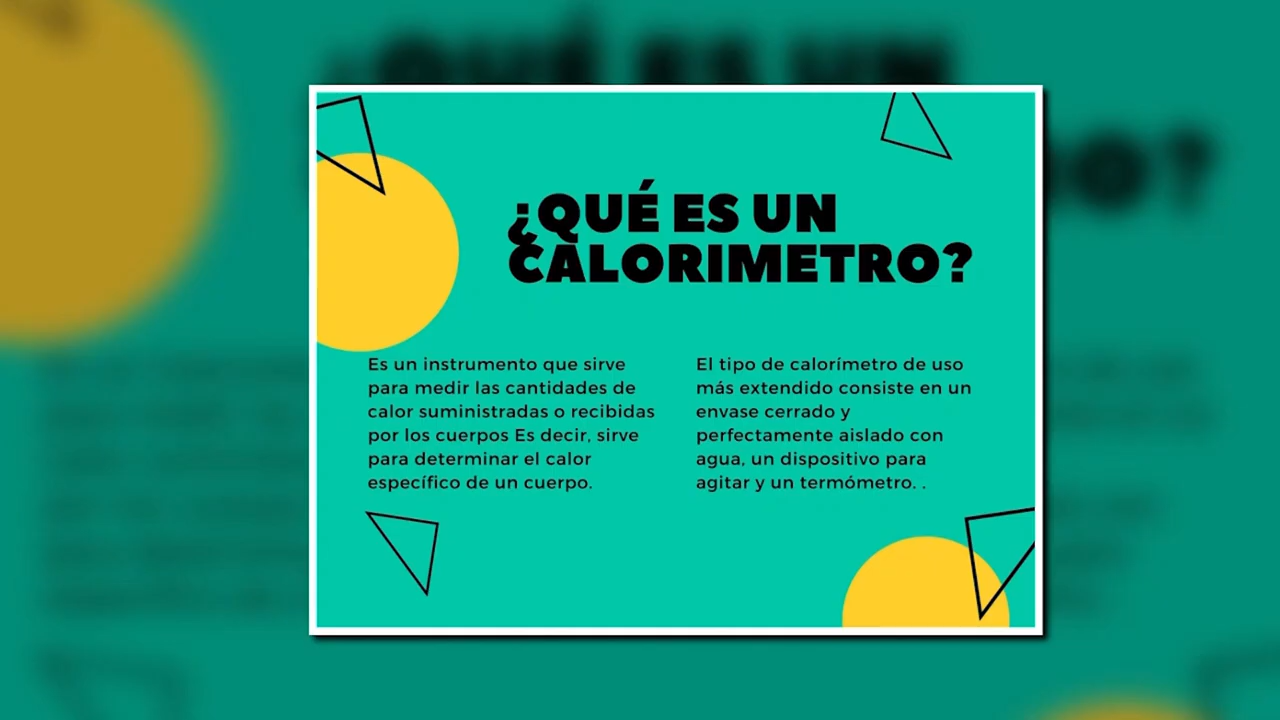 ¿QUÉ ES UN
CALORIMETRO?
Es un instrumento que sirve
para medir las cantidades de
calor suministradas o recibidas
por los cuerpos Es decir, sirve
para determinar el calor
específico de un cuerpo.
El tipo de calorímetro de uso
más extendido consiste en un
envase cerrado y
perfectamente aislado con
agua, un dispositivo para
agitar y un termómetro. .